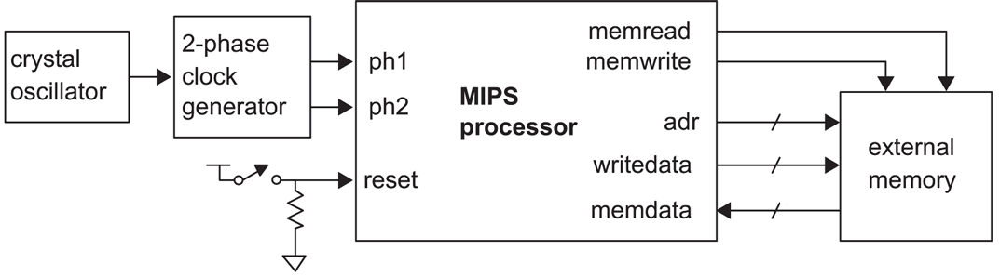 crystal
oscillator
2-phase
clock
generator
ph1
ph2
reset
MIPS
processor
memread
memwrite
adr
writedata
memdata
external
memory